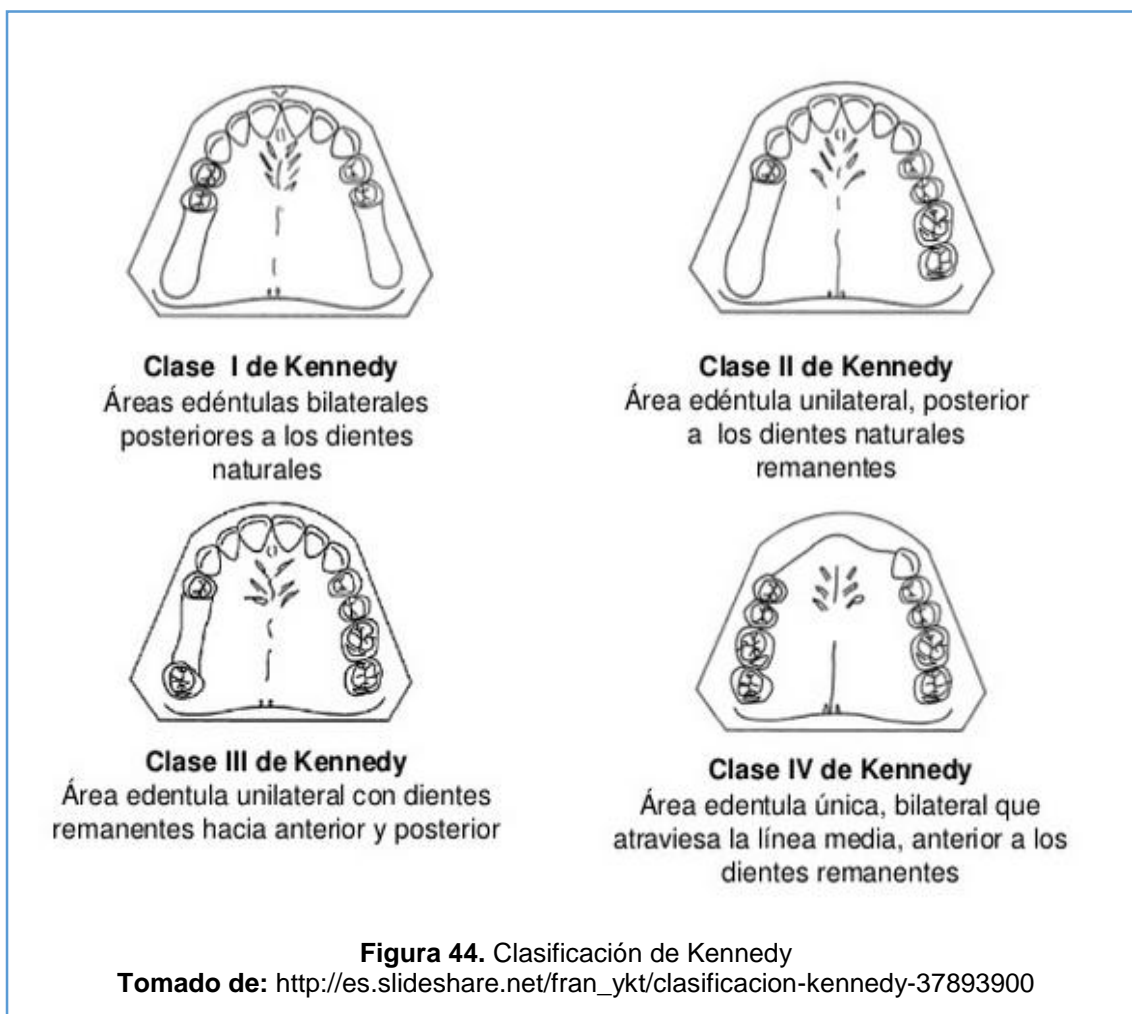 Clase I de Kennedy
Áreas edéntulas bilaterales
posteriores a los dientes
naturales
Clase II de Kennedy
Área edéntula unilateral, posterior
a los dientes naturales
remanentes
Clase III de Kennedy
Área edentula unilateral con dientes
remanentes hacia anterior y posterior
Clase IV de Kennedy
Área edentula única, bilateral que
atraviesa la línea media, anterior a los
dientes remanentes
Figura 44. Clasificación de Kennedy
Tomado de: http://es.slideshare.net/fran_ykt/clasificacion-kennedy-37893900